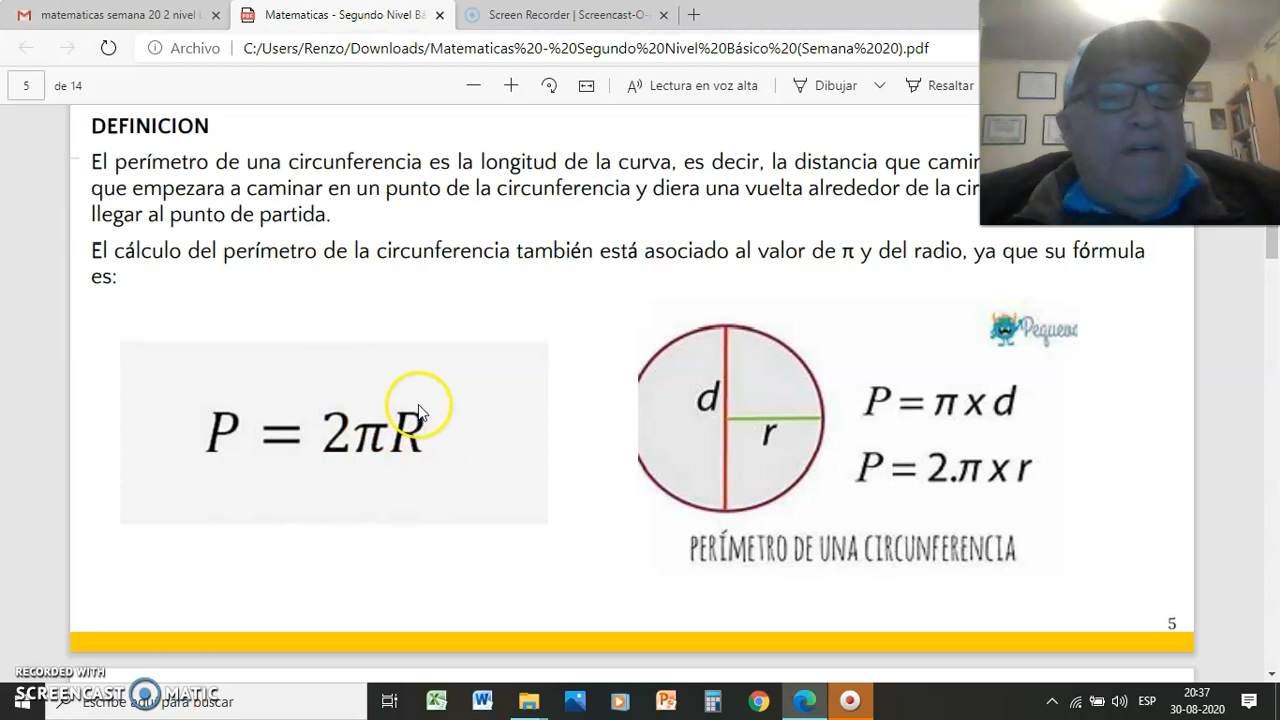 matematicas semana 20 2 nivel
Matematicas - Segundo Nivel Bá
Screen Recorder | Screencast-O-
Archivo
C:/Users/Renzo/Downloads/Matematicas%20-%20Segundo%20Nivel%20Básico%20(Semana%2020).pdf
5 de 14
Lectura en voz alta
Dibujar
Resaltar
DEFINICION
El perímetro de una circunferencia es la longitud de la curva, es decir, la distancia que camin
que empezara a caminar en un punto de la circunferencia y diera una vuelta alrededor de la cir
llegar al punto de partida.
El cálculo del perímetro de la circunferencia también está asociado al valor de π y del radio, ya que su fórmula
es:
P = 2πR
d
r
Pequeoc
P = π x d
P = 2.π x r
PERÍMETRO DE UNA CIRCUNFERENCIA
5
RECORDED WITH
SCREENCAST MATIC
Escribe aquí para buscar
ESP
20:37
30-08-2020